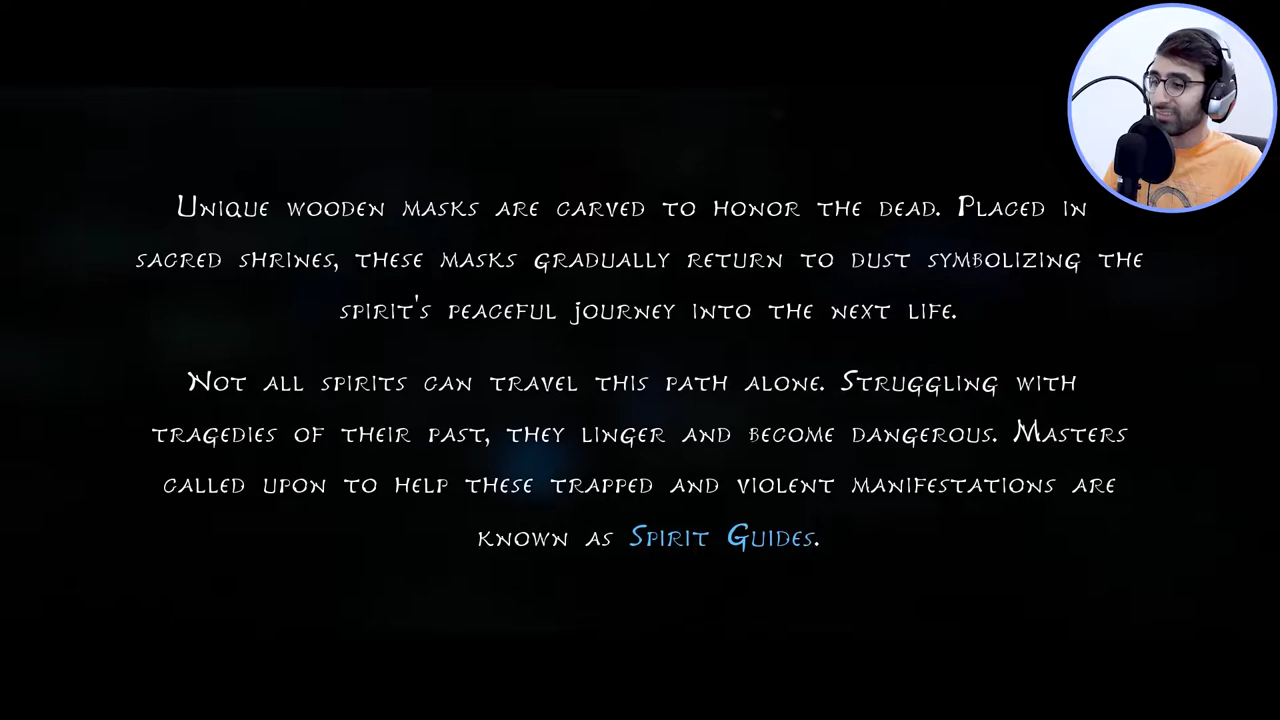 Unique wooden masks are carved to honor the dead. Placed in
sacred shrines, these masks gradually return to dust symbolizing the
spirit's peaceful journey into the next life.
Not all spirits can travel this path alone. Struggling with
tragedies of their past, they linger and become dangerous. Masters
called upon to help these trapped and violent manifestations are
known as Spirit Guides.